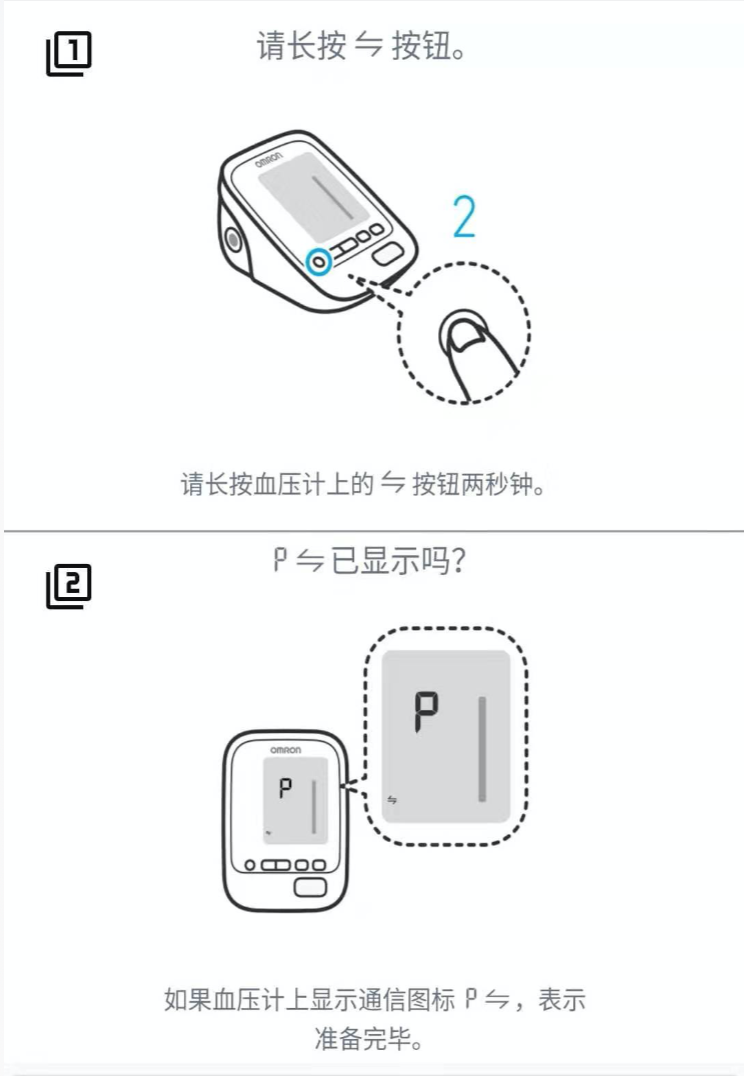 1
请长按 ⇋ 按钮。
OMRON
2
请长按血压计上的 ⇋ 按钮两秒钟。
2
P ⇋ 已显示吗?
P
OMRON
P
⇋
如果血压计上显示通信图标 P ⇋，表示
准备完毕。